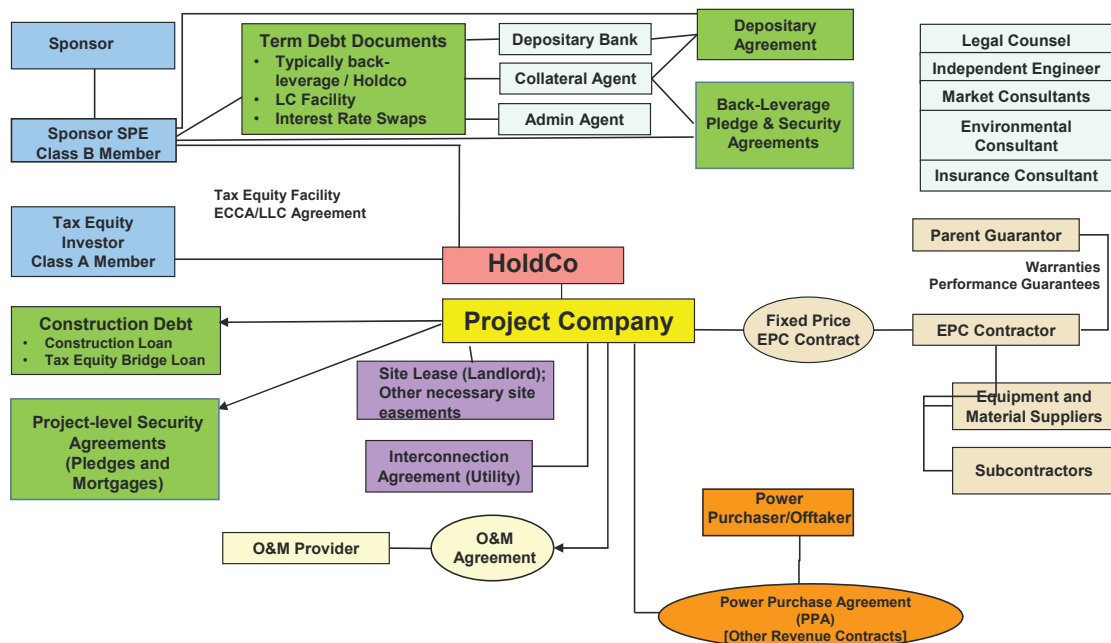 Sponsor
Sponsor SPE
Class B Member
Tax Equity
Investor
Class A Member
Term Debt Documents
• Typically back-
leverage / Holdco
• LC Facility
• Interest Rate Swaps
Depositary Bank
Collateral Agent
Admin Agent
Depositary
Agreement
Back-Leverage
Pledge & Security
Agreements
Legal Counsel
Independent Engineer
Market Consultants
Environmental
Consultant
Insurance Consultant
Tax Equity Facility
ECCA/LLC Agreement
HoldCo
Project Company
Parent Guarantor
Warranties
Performance Guarantees
Fixed Price
EPC Contract
EPC Contractor
Equipment and
Material Suppliers
Subcontractors
Construction Debt
• Construction Loan
• Tax Equity Bridge Loan
Project-level Security
Agreements
(Pledges and
Mortgages)
Site Lease (Landlord);
Other necessary site
easements
Interconnection
Agreement (Utility)
O&M Provider
O&M
Agreement
Power
Purchaser/Offtaker
Power Purchase Agreement
(PPA)
[Other Revenue Contracts]